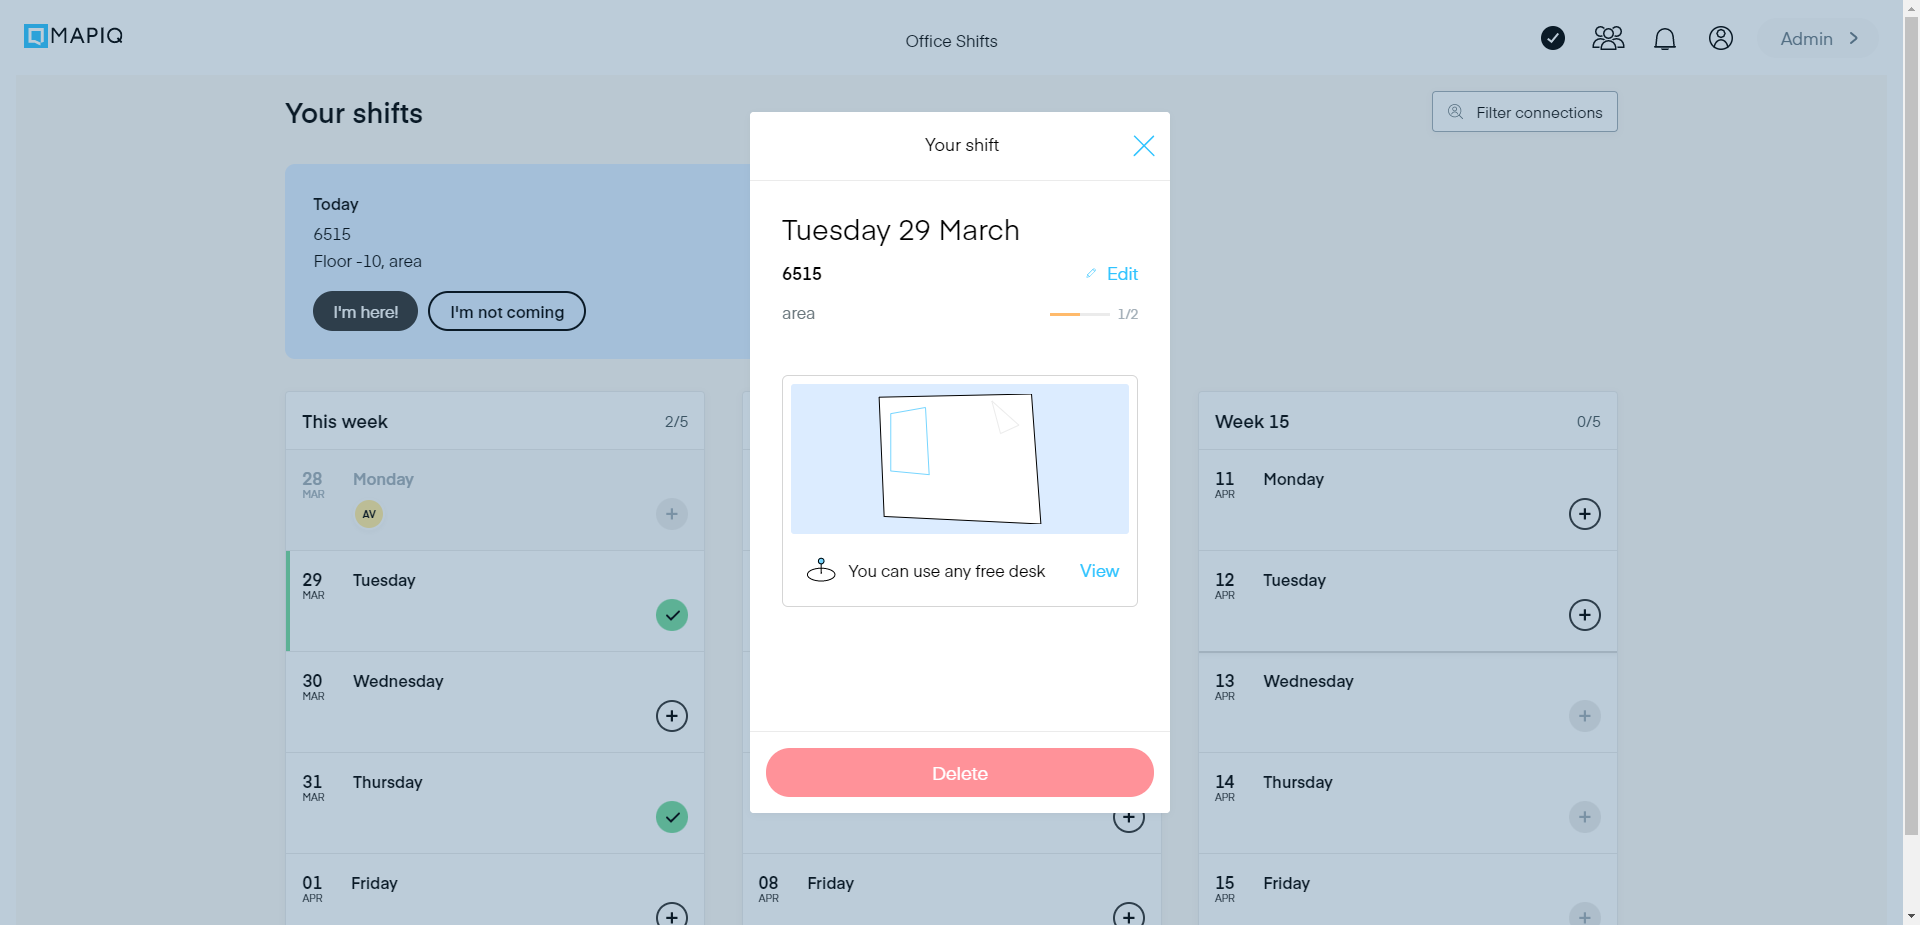 MAPIQ
Office Shifts
Admin
Your shifts
Filter connections
Today
6515
Floor -10, area
I'm here!
I'm not coming
Your shift
Tuesday 29 March
6515
Edit
area
1/2
You can use any free desk
View
Delete
This week
2/5
28
MAR
Monday
AV
29
MAR
Tuesday
30
MAR
Wednesday
31
MAR
Thursday
01
APR
Friday
08
APR
Friday
Week 15
0/5
11
APR
Monday
12
APR
Tuesday
13
APR
Wednesday
14
APR
Thursday
15
APR
Friday